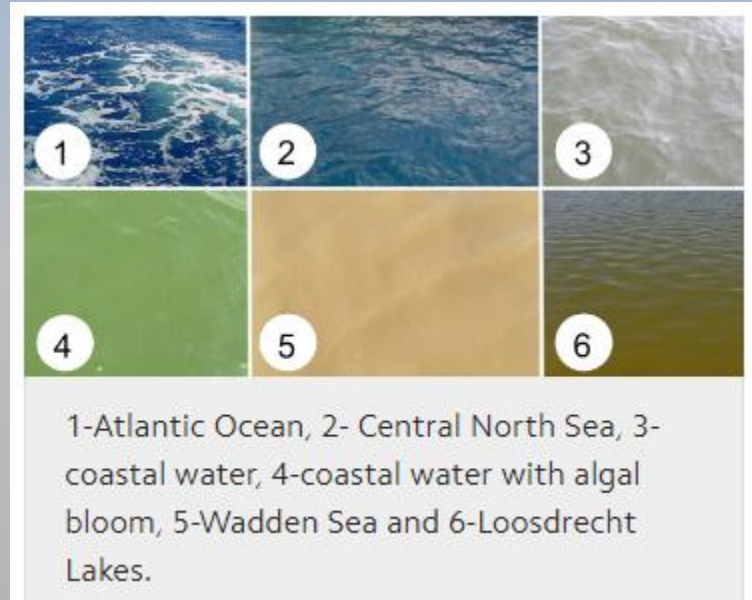 1
2
3
4
5
6
1-Atlantic Ocean, 2- Central North Sea, 3-
coastal water, 4-coastal water with algal
bloom, 5-Wadden Sea and 6-Loosdrecht
Lakes.